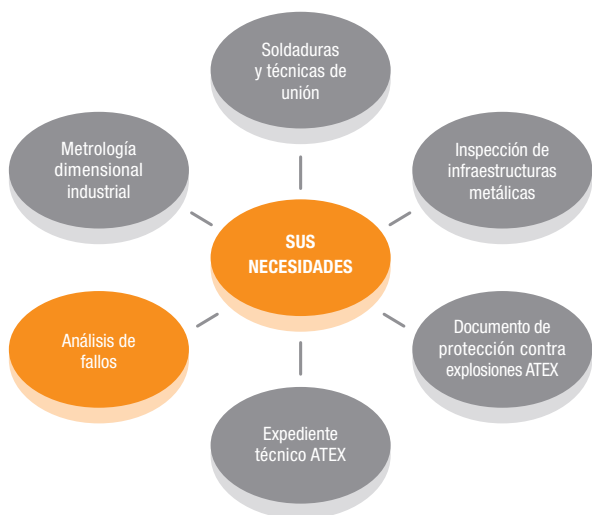 Soldaduras
y técnicas de
unión
Metrología
dimensional
industrial
Inspección de
infraestructuras
metálicas
SUS
NECESIDADES
Análisis de
fallos
Documento de
protección contra
explosiones ATEX
Expediente
técnico ATEX